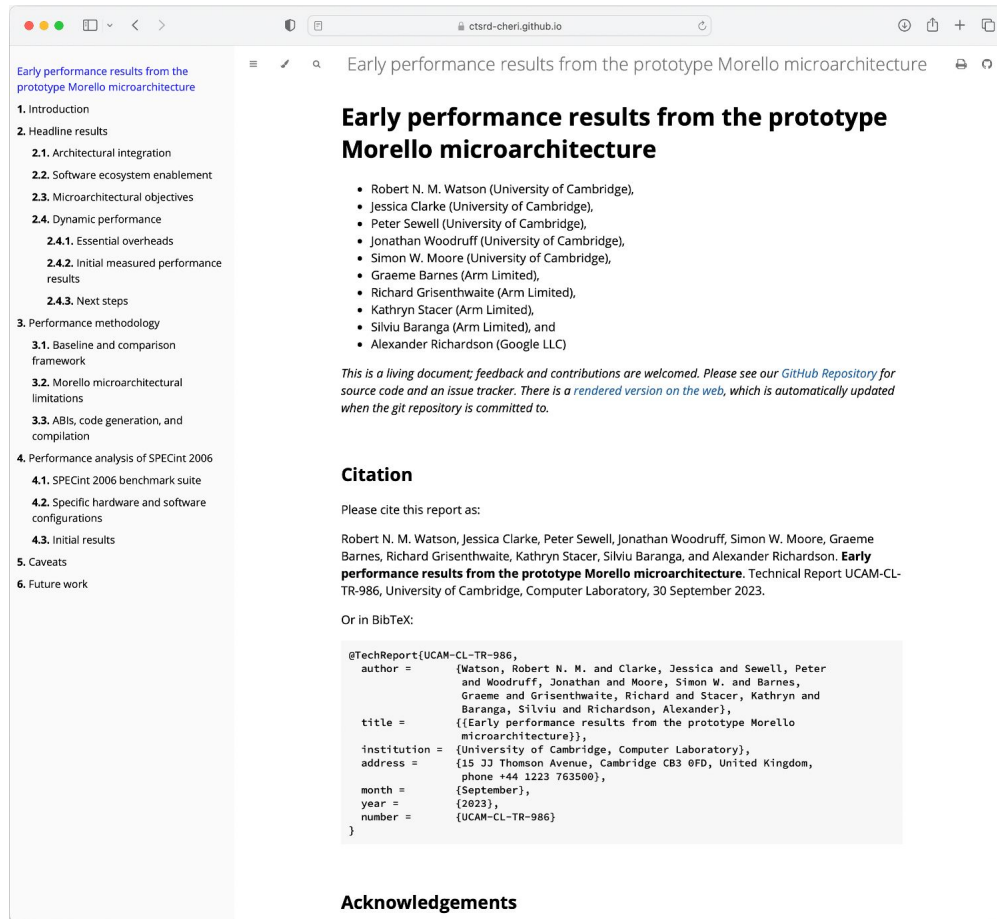 ctsrd-cheri.github.io
Early performance results from the
prototype Morello microarchitecture
1. Introduction
2. Headline results
2.1. Architectural integration
2.2. Software ecosystem enablement
2.3. Microarchitectural objectives
2.4. Dynamic performance
2.4.1. Essential overheads
2.4.2. Initial measured performance
results
2.4.3. Next steps
3. Performance methodology
3.1. Baseline and comparison
framework
3.2. Morello microarchitectural
limitations
3.3. ABIs, code generation, and
compilation
4. Performance analysis of SPECint 2006
4.1. SPECint 2006 benchmark suite
4.2. Specific hardware and software
configurations
4.3. Initial results
5. Caveats
6. Future work
Early performance results from the prototype Morello microarchitecture
Early performance results from the prototype
Morello microarchitecture
• Robert N. M. Watson (University of Cambridge),
• Jessica Clarke (University of Cambridge),
• Peter Sewell (University of Cambridge),
• Jonathan Woodruff (University of Cambridge),
• Simon W. Moore (University of Cambridge),
• Graeme Barnes (Arm Limited),
• Richard Grisenthwaite (Arm Limited),
• Kathryn Stacer (Arm Limited),
• Silviu Baranga (Arm Limited), and
• Alexander Richardson (Google LLC)
This is a living document; feedback and contributions are welcomed. Please see our GitHub Repository for
source code and an issue tracker. There is a rendered version on the web, which is automatically updated
when the git repository is committed to.
Citation
Please cite this report as:
Robert N. M. Watson, Jessica Clarke, Peter Sewell, Jonathan Woodruff, Simon W. Moore, Graeme
Barnes, Richard Grisenthwaite, Kathryn Stacer, Silviu Baranga, and Alexander Richardson. Early
performance results from the prototype Morello microarchitecture. Technical Report UCAM-CL-
TR-986, University of Cambridge, Computer Laboratory, 30 September 2023.
Or in BibTeX:
@TechReport{UCAM-CL-TR-986,
author = {Watson, Robert N. M. and Clarke, Jessica and Sewell, Peter
and Woodruff, Jonathan and Moore, Simon W. and Barnes,
Graeme and Grisenthwaite, Richard and Stacer, Kathryn and
Baranga, Silviu and Richardson, Alexander},
title = {{Early performance results from the prototype Morello
microarchitecture}},
institution = {University of Cambridge, Computer Laboratory},
address = {15 JJ Thomson Avenue, Cambridge CB3 0FD, United Kingdom,
phone +44 1223 763500},
month = {September},
year = {2023},
number = {UCAM-CL-TR-986}
}
Acknowledgements